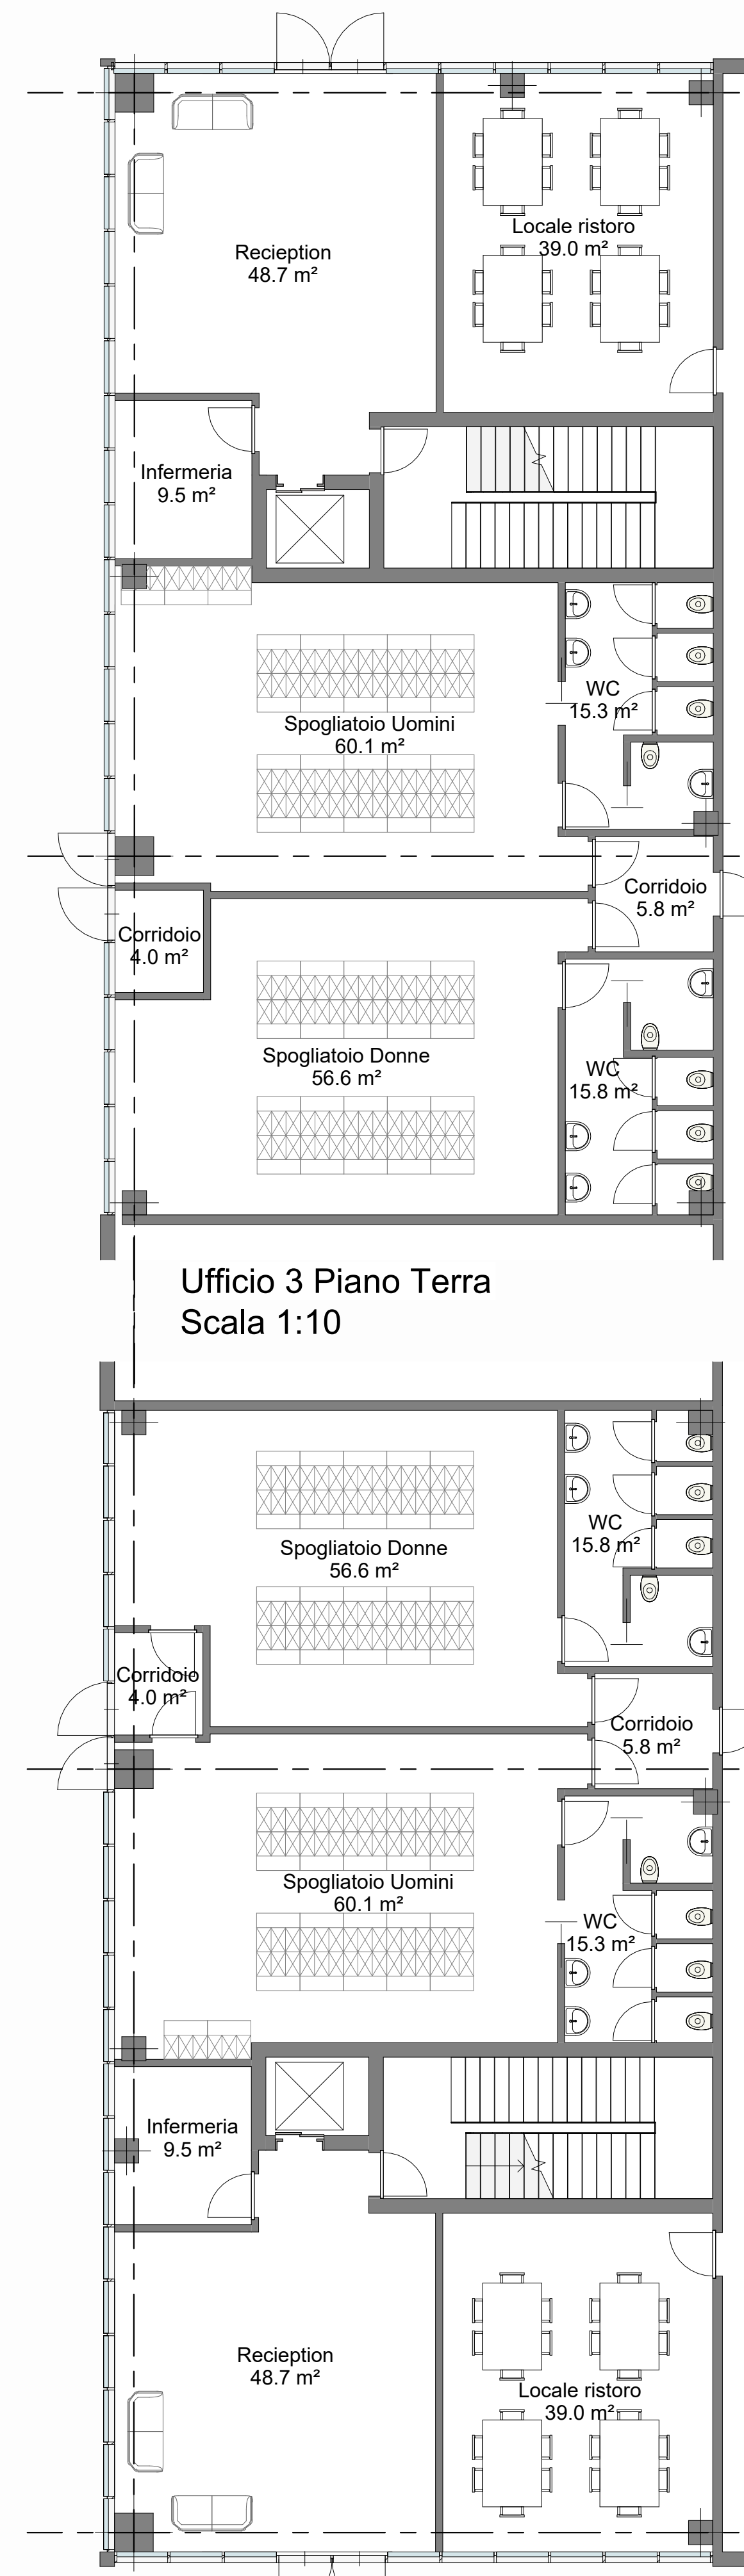 Recieption
48.7 m²
Locale ristoro
39.0 m²
Infermeria
9.5 m²
WC
15.3 m²
Spogliatoio Uomini
60.1 m²
Corridoio
5.8 m²
Corridoio
4.0 m²
Spogliatoio Donne
56.6 m²
WC
15.8 m²
Ufficio 3 Piano Terra
Scala 1:10
WC
15.8 m²
Spogliatoio Donne
56.6 m²
Corridoio
4.0 m²
Corridoio
5.8 m²
Spogliatoio Uomini
60.1 m²
WC
15.3 m²
Infermeria
9.5 m²
Reciepption
48.7 m²
Locale ristoro
39.0 m²